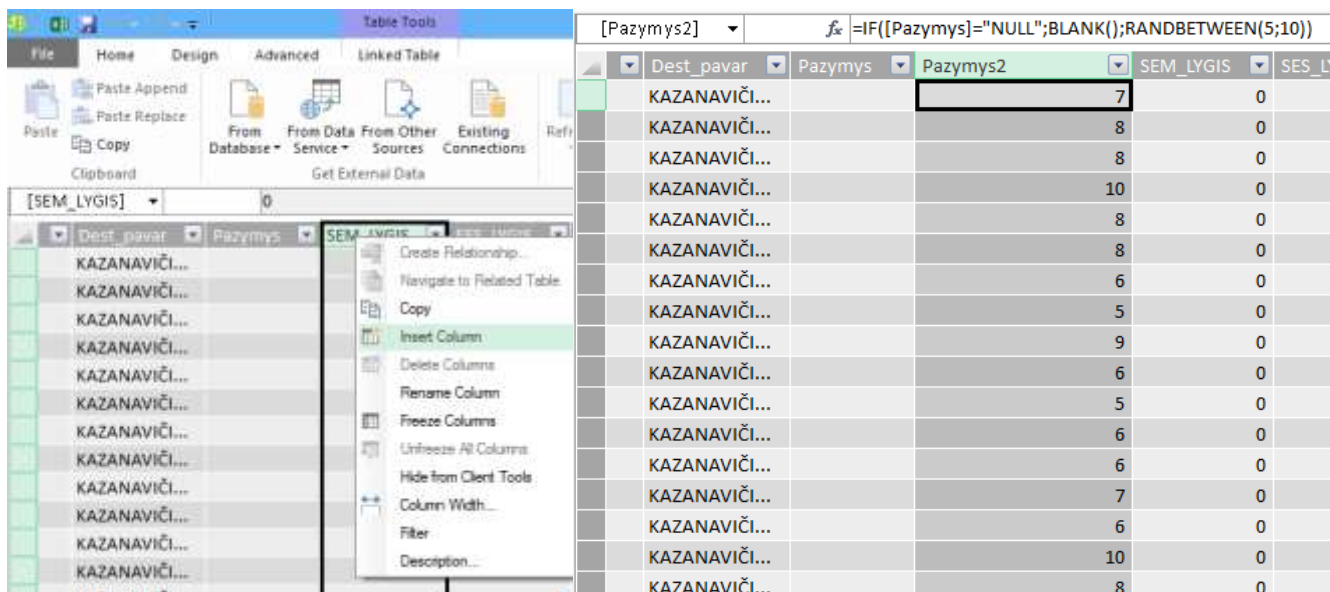 Table Tools
File Home Design Advanced Linked Table
Paste
Paste Append
Paste Replace
Copy
Clipboard
From Database
From Data Service
From Other Sources
Existing Connections
Get External Data
[SEM_LYGIS] 0
Dest_pavar Pazymys SEM_LYGIS SES_LYGIS
KAZANAVIČI...
KAZANAVIČI...
KAZANAVIČI...
KAZANAVIČI...
KAZANAVIČI...
KAZANAVIČI...
KAZANAVIČI...
KAZANAVIČI...
KAZANAVIČI...
KAZANAVIČI...
KAZANAVIČI...
KAZANAVIČI...
Create Relationship...
Navigate to Related Table
Copy
Insert Column
Delete Columns
Rename Column
Freeze Columns
Unfreeze All Columns
Hide from Client Tools
Column Width...
Filter
Description...
[Pazymys2] fx =IF([Pazymys]="NULL";BLANK();RANDBETWEEN(5;10))
Dest_pavar Pazymys Pazymys2 SEM_LYGIS SES_L
KAZANAVIČI... 7 0
KAZANAVIČI... 8 0
KAZANAVIČI... 8 0
KAZANAVIČI... 10 0
KAZANAVIČI... 8 0
KAZANAVIČI... 8 0
KAZANAVIČI... 6 0
KAZANAVIČI... 5 0
KAZANAVIČI... 9 0
KAZANAVIČI... 6 0
KAZANAVIČI... 5 0
KAZANAVIČI... 6 0
KAZANAVIČI... 6 0
KAZANAVIČI... 7 0
KAZANAVIČI... 6 0
KAZANAVIČI... 10 0
KAZANAVIČI... 8 0